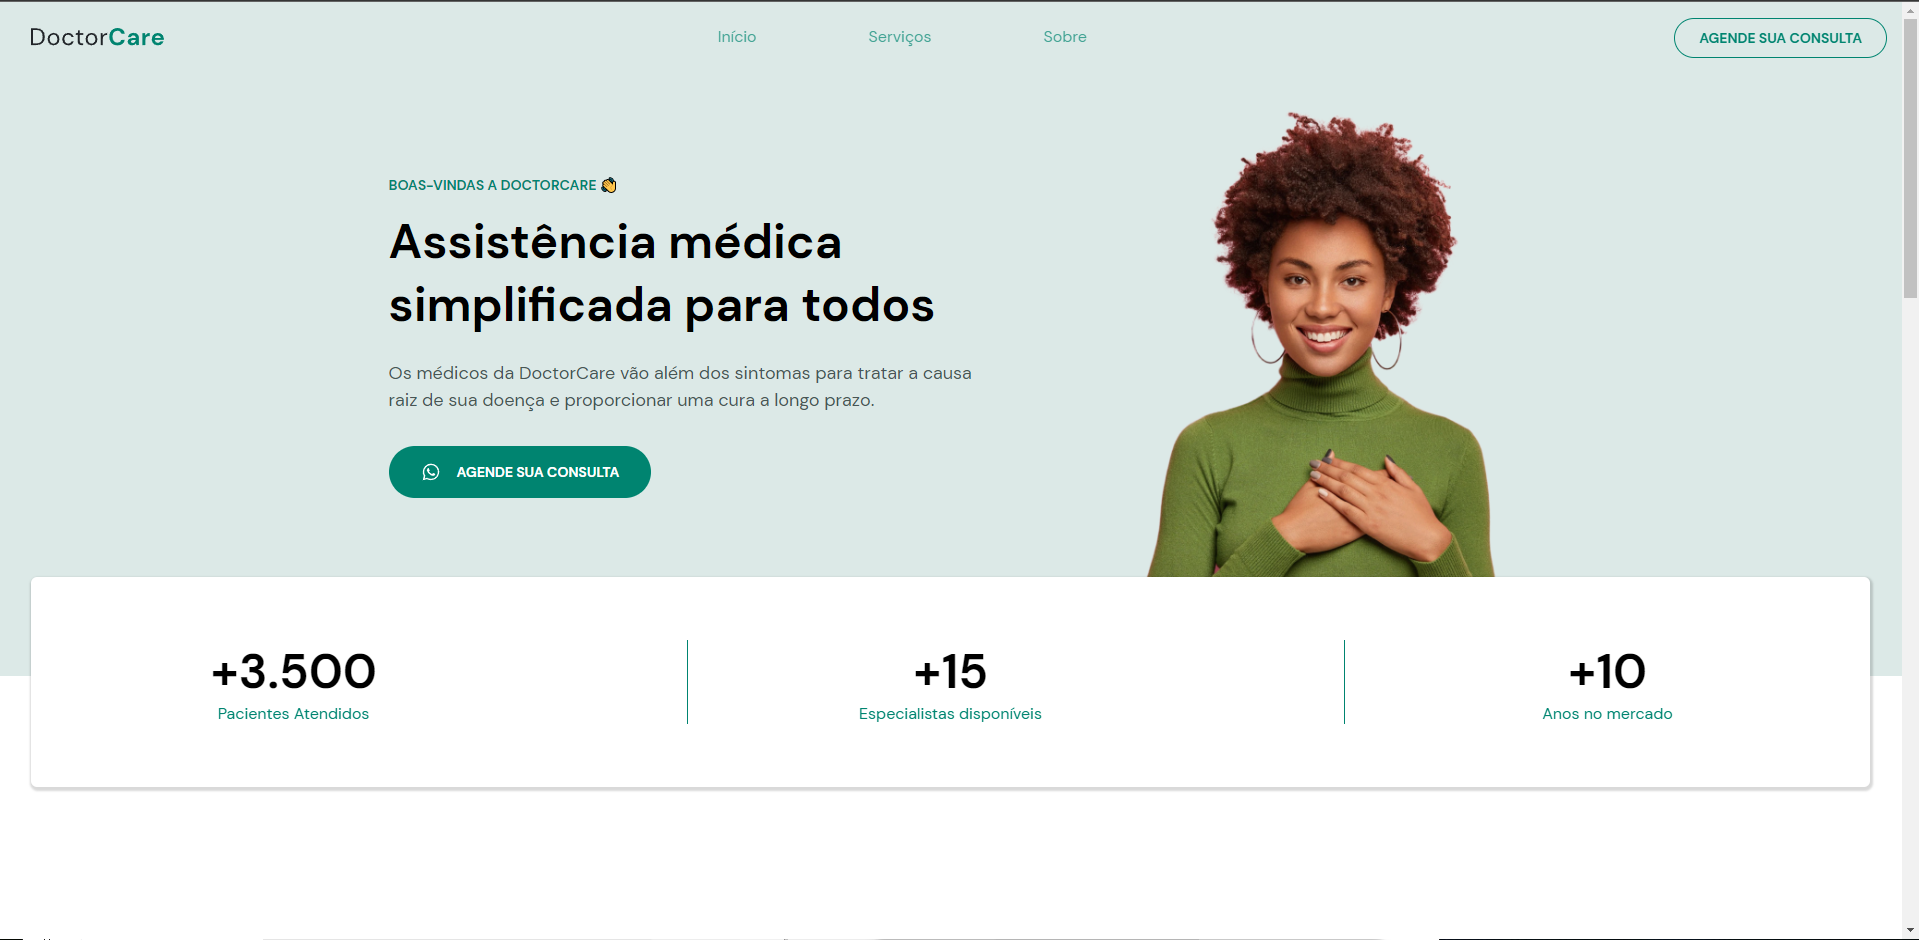 DoctorCare
Início
Serviços
Sobre
AGENDE SUA CONSULTA
BOAS-VINDAS A DOCTORCARE 👋
Assistência médica
simplificada para todos
Os médicos da DoctorCare vão além dos sintomas para tratar a causa
raiz de sua doença e proporcionar uma cura a longo prazo.
AGENDE SUA CONSULTA
+3.500
Pacientes Atendidos
+15
Especialistas disponíveis
+10
Anos no mercado